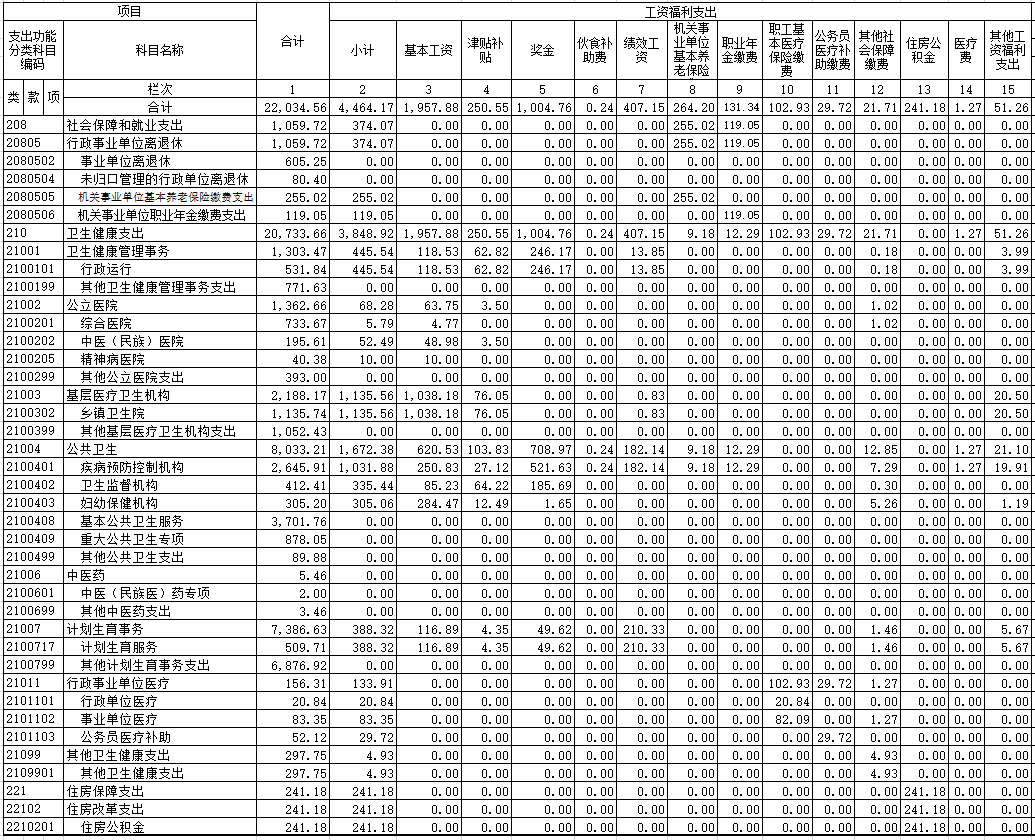 项目 工资福利支出
支出功能分类科目编码 科目名称 合计 小计 基本工资 津贴补贴 奖金 伙食补助费 绩效工资 机关事业单位基本养老保险 职业年金缴费 职工基本医疗保险缴费 公务员医疗补助缴费 其他社会保障缴费 住房公积金 医疗费 其他工资福利支出
类 款 项 栏次 1 2 3 4 5 6 7 8 9 10 11 12 13 14 15
合计 22,034.56 4,464.17 1,957.88 250.55 1,004.76 0.24 407.15 264.20 131.34 102.93 29.72 21.71 241.18 1.27 51.26
208 社会保障和就业支出 1,059.72 374.07 0.00 0.00 0.00 0.00 0.00 255.02 119.05 0.00 0.00 0.00 0.00 0.00 0.00
20805 行政事业单位离退休 1,059.72 374.07 0.00 0.00 0.00 0.00 0.00 255.02 119.05 0.00 0.00 0.00 0.00 0.00 0.00
2080502 事业单位离退休 605.25 0.00 0.00 0.00 0.00 0.00 0.00 0.00 0.00 0.00 0.00 0.00 0.00 0.00 0.00
2080504 未归口管理的行政单位离退休 80.40 0.00 0.00 0.00 0.00 0.00 0.00 0.00 0.00 0.00 0.00 0.00 0.00 0.00 0.00
2080505 机关事业单位基本养老保险缴费支出 255.02 255.02 0.00 0.00 0.00 0.00 0.00 255.02 0.00 0.00 0.00 0.00 0.00 0.00 0.00
2080506 机关事业单位职业年金缴费支出 119.05 119.05 0.00 0.00 0.00 0.00 0.00 0.00 119.05 0.00 0.00 0.00 0.00 0.00 0.00
210 卫生健康支出 20,733.66 3,848.92 1,957.88 250.55 1,004.76 0.24 407.15 9.18 12.29 102.93 29.72 21.71 0.00 1.27 51.26
21001 卫生健康管理事务 1,303.47 445.54 118.53 62.82 246.17 0.00 13.85 0.00 0.00 0.00 0.00 0.18 0.00 0.00 3.99
2100101 行政运行 531.84 445.54 118.53 62.82 246.17 0.00 13.85 0.00 0.00 0.00 0.00 0.18 0.00 0.00 3.99
2100199 其他卫生健康管理事务支出 771.63 0.00 0.00 0.00 0.00 0.00 0.00 0.00 0.00 0.00 0.00 0.00 0.00 0.00 0.00
21002 公立医院 1,362.66 68.28 63.75 3.50 0.00 0.00 0.00 0.00 0.00 0.00 0.00 1.02 0.00 0.00 0.00
2100201 综合医院 733.67 5.79 4.77 0.00 0.00 0.00 0.00 0.00 0.00 0.00 0.00 1.02 0.00 0.00 0.00
2100202 中医（民族）医院 195.61 52.49 48.98 3.50 0.00 0.00 0.00 0.00 0.00 0.00 0.00 0.00 0.00 0.00 0.00
2100205 精神病医院 40.38 10.00 10.00 0.00 0.00 0.00 0.00 0.00 0.00 0.00 0.00 0.00 0.00 0.00 0.00
2100299 其他公立医院支出 393.00 0.00 0.00 0.00 0.00 0.00 0.00 0.00 0.00 0.00 0.00 0.00 0.00 0.00 0.00
21003 基层医疗卫生机构 2,188.17 1,135.56 1,038.18 76.05 0.00 0.00 0.83 0.00 0.00 0.00 0.00 0.00 0.00 0.00 20.50
2100302 乡镇卫生院 1,135.74 1,135.56 1,038.18 76.05 0.00 0.00 0.83 0.00 0.00 0.00 0.00 0.00 0.00 0.00 20.50
2100399 其他基层医疗卫生机构支出 1,052.43 0.00 0.00 0.00 0.00 0.00 0.00 0.00 0.00 0.00 0.00 0.00 0.00 0.00 0.00
21004 公共卫生 8,033.21 1,672.38 620.53 103.83 708.97 0.24 182.14 9.18 12.29 0.00 0.00 12.85 0.00 1.27 21.10
2100401 疾病预防控制机构 2,645.91 1,031.88 250.83 27.12 521.63 0.24 182.14 9.18 12.29 0.00 0.00 7.29 0.00 1.27 19.91
2100402 卫生监督机构 412.41 335.44 85.23 64.22 185.69 0.00 0.00 0.00 0.00 0.00 0.00 0.30 0.00 0.00 0.00
2100403 妇幼保健机构 305.20 305.06 284.47 12.49 1.65 0.00 0.00 0.00 0.00 0.00 0.00 5.26 0.00 0.00 1.19
2100408 基本公共卫生服务 3,701.76 0.00 0.00 0.00 0.00 0.00 0.00 0.00 0.00 0.00 0.00 0.00 0.00 0.00 0.00
2100409 重大公共卫生专项 878.05 0.00 0.00 0.00 0.00 0.00 0.00 0.00 0.00 0.00 0.00 0.00 0.00 0.00 0.00
2100499 其他公共卫生支出 89.88 0.00 0.00 0.00 0.00 0.00 0.00 0.00 0.00 0.00 0.00 0.00 0.00 0.00 0.00
21006 中医药 5.46 0.00 0.00 0.00 0.00 0.00 0.00 0.00 0.00 0.00 0.00 0.00 0.00 0.00 0.00
2100601 中医（民族医）药专项 2.00 0.00 0.00 0.00 0.00 0.00 0.00 0.00 0.00 0.00 0.00 0.00 0.00 0.00 0.00
2100699 其他中医药支出 3.46 0.00 0.00 0.00 0.00 0.00 0.00 0.00 0.00 0.00 0.00 0.00 0.00 0.00 0.00
21007 计划生育事务 7,386.63 388.32 116.89 4.35 49.62 0.00 210.33 0.00 0.00 0.00 0.00 1.46 0.00 0.00 5.67
2100717 计划生育服务 509.71 388.32 116.89 4.35 49.62 0.00 210.33 0.00 0.00 0.00 0.00 1.46 0.00 0.00 5.67
2100799 其他计划生育事务支出 6,876.92 0.00 0.00 0.00 0.00 0.00 0.00 0.00 0.00 0.00 0.00 0.00 0.00 0.00 0.00
21011 行政事业单位医疗 156.31 133.91 0.00 0.00 0.00 0.00 0.00 0.00 0.00 102.93 29.72 1.27 0.00 0.00 0.00
2101101 行政单位医疗 20.84 20.84 0.00 0.00 0.00 0.00 0.00 0.00 0.00 20.84 0.00 0.00 0.00 0.00 0.00
2101102 事业单位医疗 83.35 83.35 0.00 0.00 0.00 0.00 0.00 0.00 0.00 82.09 0.00 1.27 0.00 0.00 0.00
2101103 公务员医疗补助 52.12 29.72 0.00 0.00 0.00 0.00 0.00 0.00 0.00 0.00 29.72 0.00 0.00 0.00 0.00
21099 其他卫生健康支出 297.75 4.93 0.00 0.00 0.00 0.00 0.00 0.00 0.00 0.00 0.00 4.93 0.00 0.00 0.00
2109901 其他卫生健康支出 297.75 4.93 0.00 0.00 0.00 0.00 0.00 0.00 0.00 0.00 0.00 4.93 0.00 0.00 0.00
221 住房保障支出 241.18 241.18 0.00 0.00 0.00 0.00 0.00 0.00 0.00 0.00 0.00 0.00 241.18 0.00 0.00
22102 住房改革支出 241.18 241.18 0.00 0.00 0.00 0.00 0.00 0.00 0.00 0.00 0.00 0.00 241.18 0.00 0.00
2210201 住房公积金 241.18 241.18 0.00 0.00 0.00 0.00 0.00 0.00 0.00 0.00 0.00 0.00 241.18 0.00 0.00